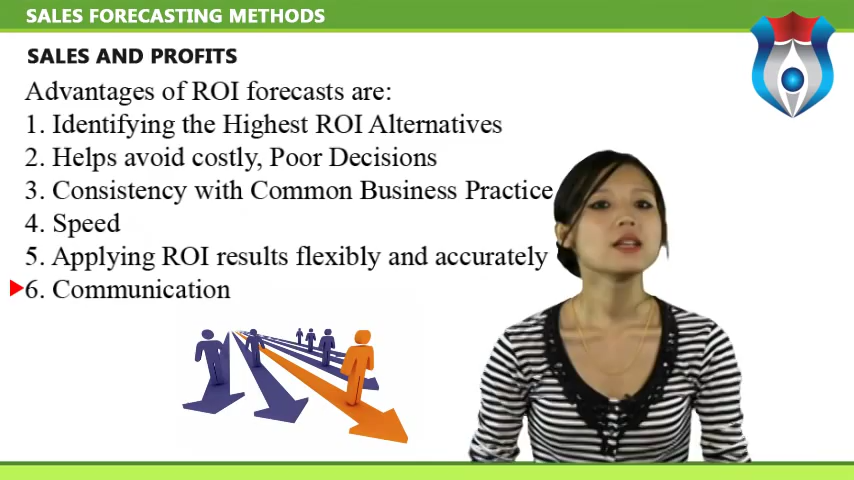 SALES FORECASTING METHODS
SALES AND PROFITS
Advantages of ROI forecasts are:
1. Identifying the Highest ROI Alternatives
2. Helps avoid costly, Poor Decisions
3. Consistency with Common Business Practice
4. Speed
5. Applying ROI results flexibly and accurately
6. Communication